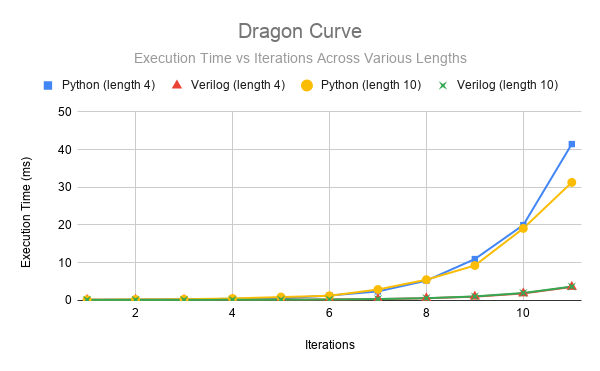 Dragon Curve
Execution Time vs Iterations Across Various Lengths
Python (length 4) Verilog (length 4) Python (length 10) Verilog (length 10)
50
40
30
20
10
0
Execution Time (ms)
2 4 6 8 10
Iterations